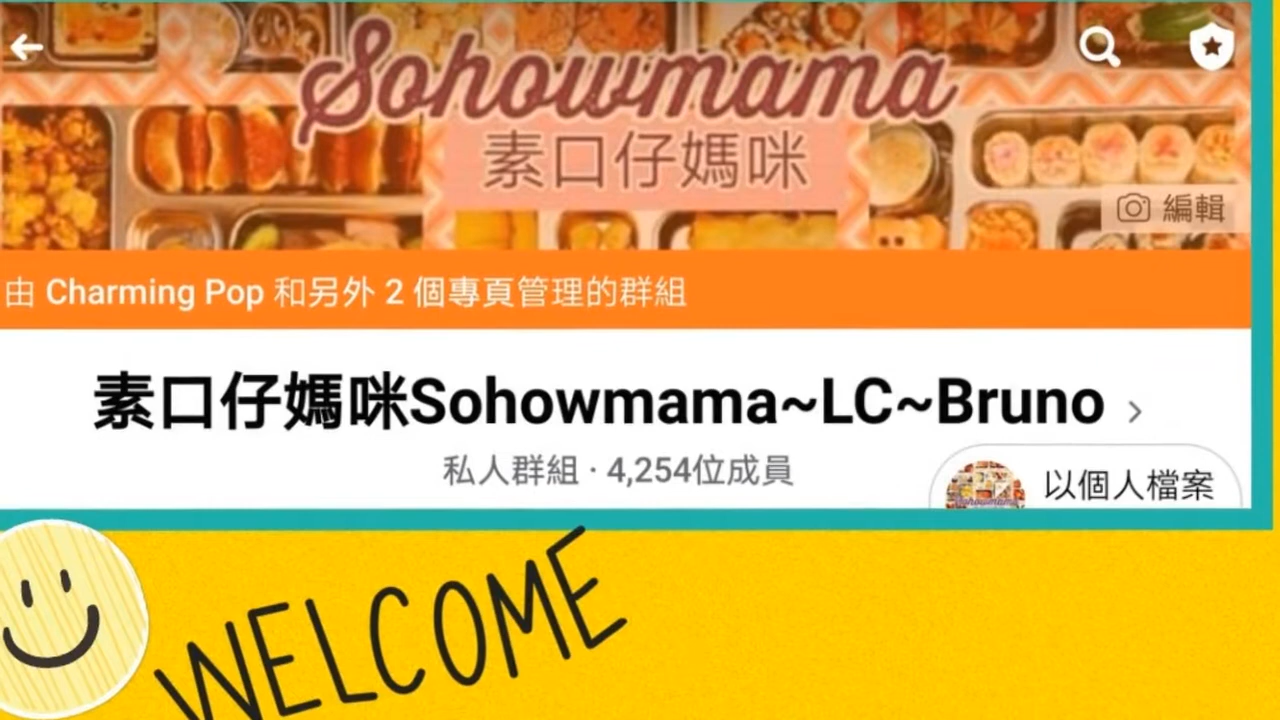 Sohowmama
素口仔媽咪
編輯
由 Charming Pop 和另外 2 個專頁管理的群組
素口仔媽咪Sohowmama~LC~Bruno
私人群組 · 4,254位成員
以個人檔案
WELCOME